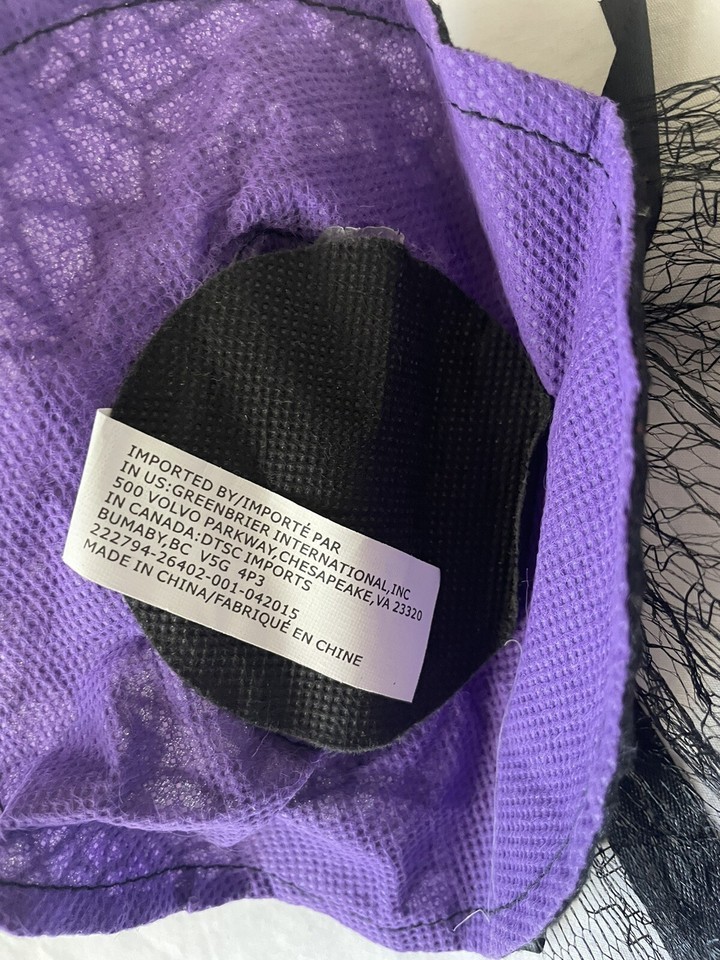 IMPORTED BY/IMPORTÉ PAR
IN US:GREENBRIER INTERNATIONAL,INC
500 VOLVO PARKWAY,CHESAPEAKE,VA 23320
IN CANADA:DTSC IMPORTS
BUMABY,BC V5G 4P3
222794-26402-001-042015
MADE IN CHINA/FABRIQUÉ EN CHINE